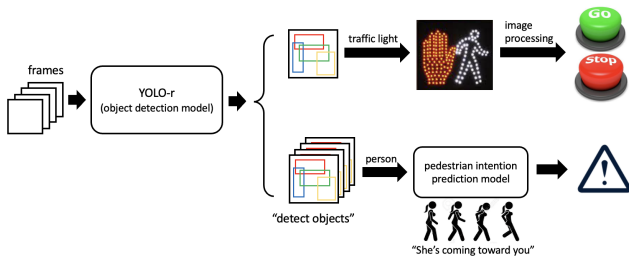 frames
YOLO-r
(object detection model)
traffic light
image
processing
Go
Stop
person
pedestrian intention
prediction model
"detect objects"
"She's coming toward you"